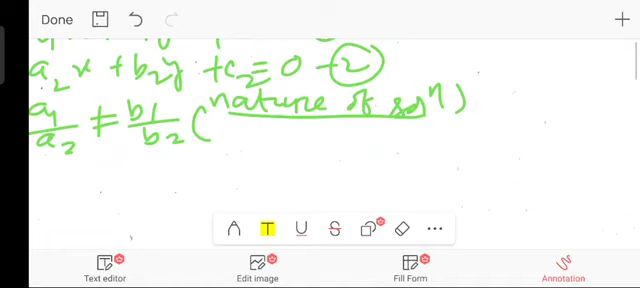 Done
a₂x + b₂y + c₂ = 0 - ②
a₁/a₂ ≠ b₁/b₂ (nature of solⁿ)
T U S
Text editor Edit image Fill Form Annotation